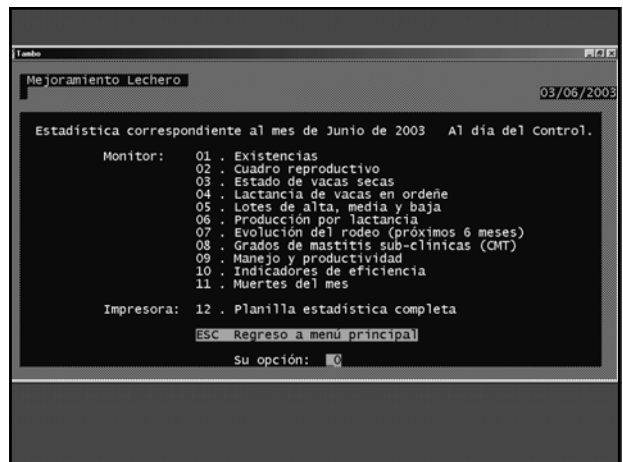 Tambo
Mejoramiento Lechero
03/06/2003
Estadística correspondiente al mes de Junio de 2003 Al día del Control.
Monitor: 01 . Existencias
02 . Cuadro reproductivo
03 . Estado de vacas secas
04 . Lactancia de vacas en ordeñe
05 . Lotes de alta, media y baja
06 . Producción por lactancia
07 . Evolución del rodeo (próximos 6 meses)
08 . Grados de mastitis sub-clínicas (CMT)
09 . Manejo y productividad
10 . Indicadores de eficiencia
11 . Muertes del mes
Impresora: 12 . Planilla estadística completa
ESC Regreso a menú principal
Su opción: 0